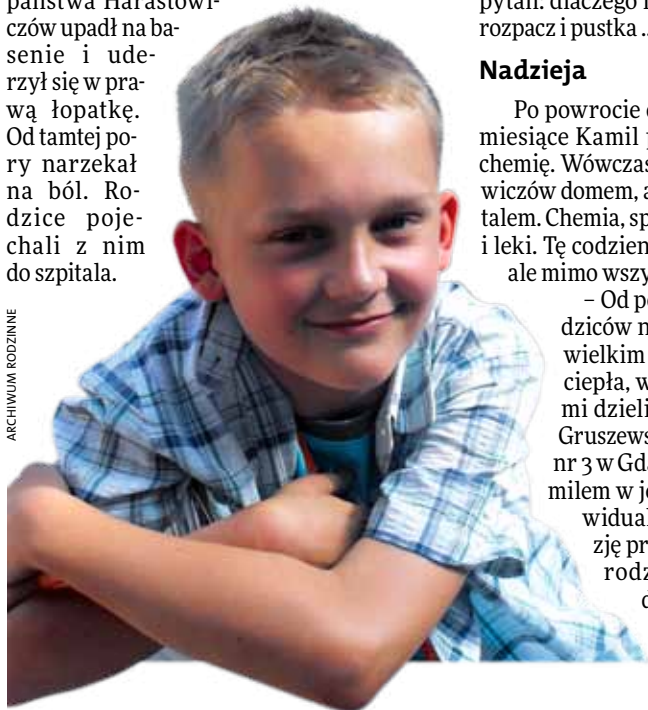 państwa Harastowi-
czów upadł na ba-
senie i ude-
rzył się w pra-
wą łopatkę.
Od tamtej po-
ry narzekał
na ból. Ro-
dzice poje-
chali z nim
do szpitala.
ARCHIWUM RODZINNE
pytań: dlaczego
rozpacz i pustka ..
Nadzieja
Po powrocie
miesiące Kamil
chemię. Wówczas
wiczów domem, a
talem. Chemia, sp
i leki. Tę codzien
ale mimo wszy
– Od po
dziców n
wielkim
ciepła, w
mi dzieli
Gruszews
nr 3 w Gda
milem w je
widual
zję pr
rodz